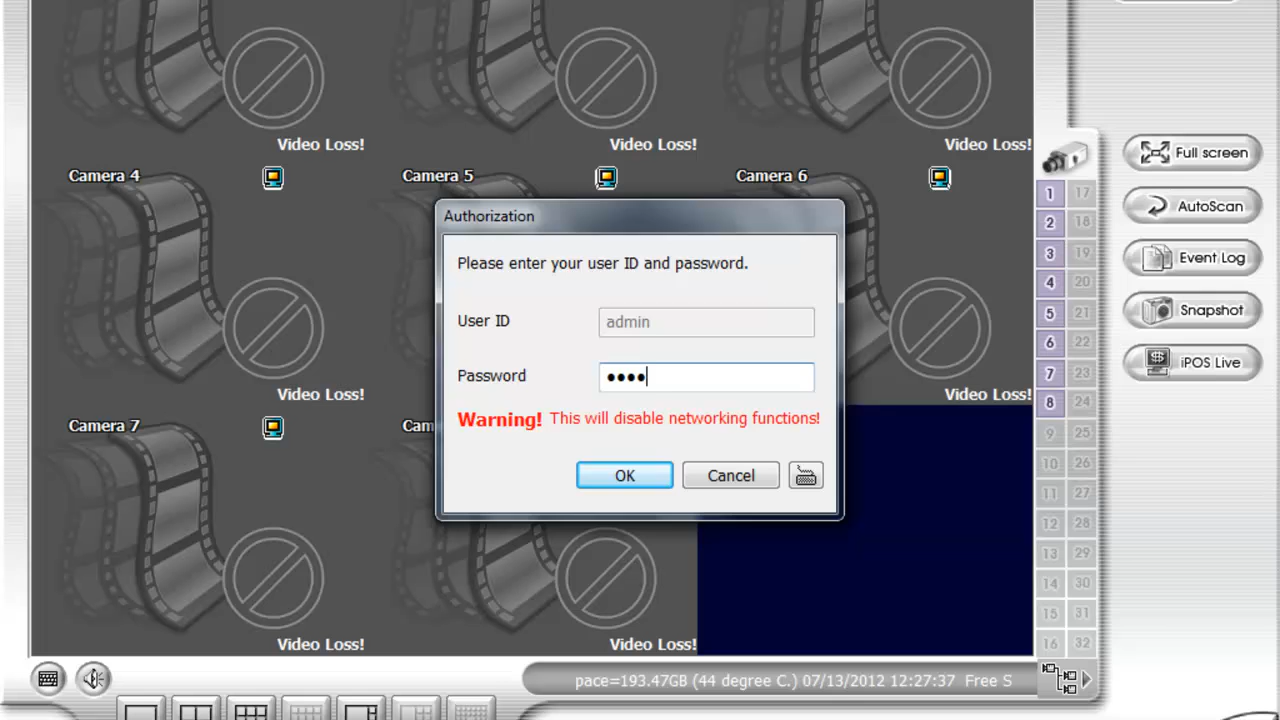 Video Loss!
Video Loss!
Video Loss!
Full screen
Camera 4
Camera 5
Camera 6
1 17
AutoScan
Authorization
2 18
Please enter your user ID and password.
3 19
Event Log
4 20
User ID
admin
5 21
Snapshot
6 22
Password
••••
7 23
iPOS Live
Video Loss!
Video Loss!
8 24
Warning! This will disable networking functions!
Camera 7
Cam
9 25
10 26
OK
Cancel
11 27
12 28
13 29
14 30
15 31
Video Loss!
Video Loss!
16 32
pace=193.47GB (44 degree C.) 07/13/2012 12:27:37 Free S